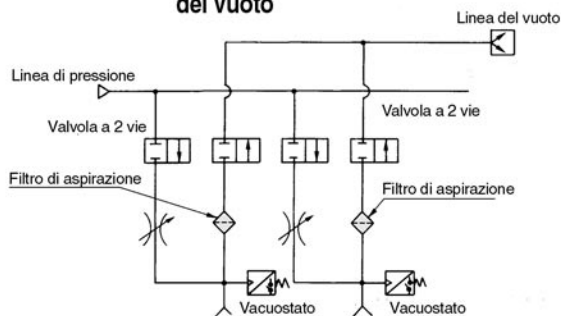 del vuoto
Linea del vuoto
Linea di pressione
Valvola a 2 vie
Valvola a 2 vie
Filtro di aspirazione
Filtro di aspirazione
Vacuostato
Vacuostato